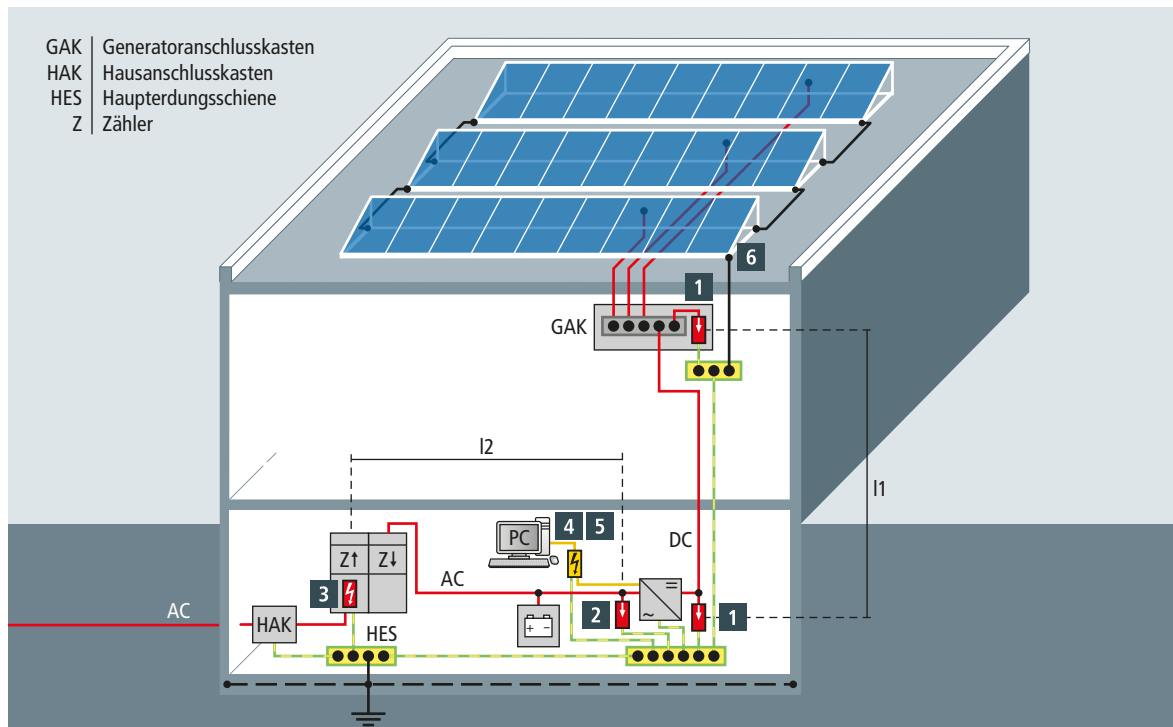 GAK Generatoranschlusskasten
HAK Hausanschlusskasten
HES Haupterdungsschiene
Z Zähler
6
1
GAK
l2
l1
PC
4 5
DC
Z↑ Z↓
AC
3
2
1
AC
HAK
HES